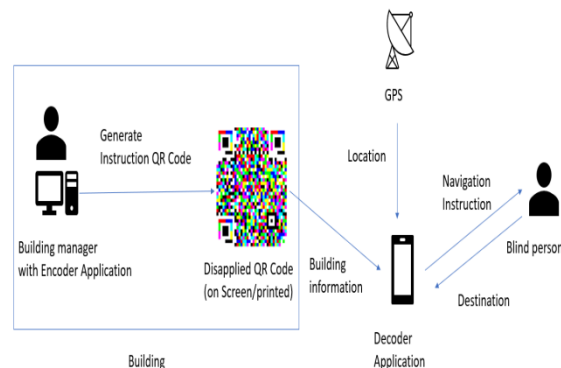 GPS
Generate
Instruction QR Code
Location
Navigation
Instruction
Building manager
with Encoder Application
Disapplied QR Code
(on Screen/printed)
Building
information
Blind person
Destination
Decoder
Application
Building